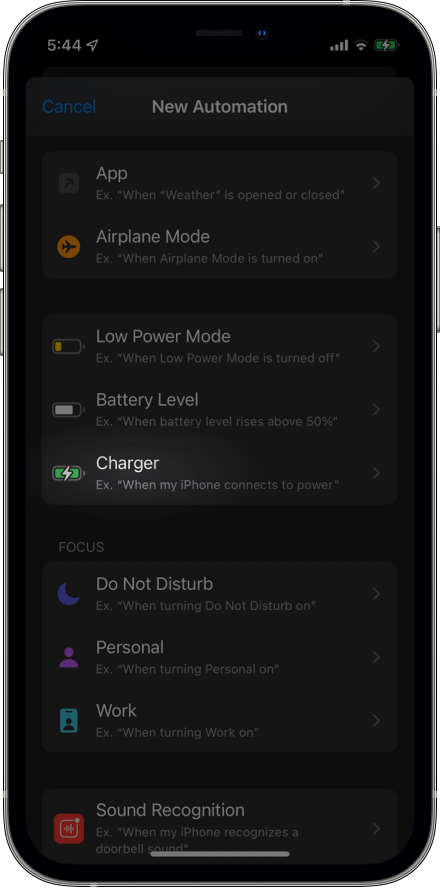 5:44
Cancel
New Automation
App
Ex. “When “Weather” is opened or closed”
Airplane Mode
Ex. “When Airplane Mode is turned on”
Low Power Mode
Ex. “When Low Power Mode is turned off”
Battery Level
Ex. “When battery level rises above 50%”
Charger
Ex. “When my iPhone connects to power”
FOCUS
Do Not Disturb
Ex. “When turning Do Not Disturb on”
Personal
Ex. “When turning Personal on”
Work
Ex. “When turning Work on”
Sound Recognition
Ex. “When my iPhone recognizes a
doorbell sound”